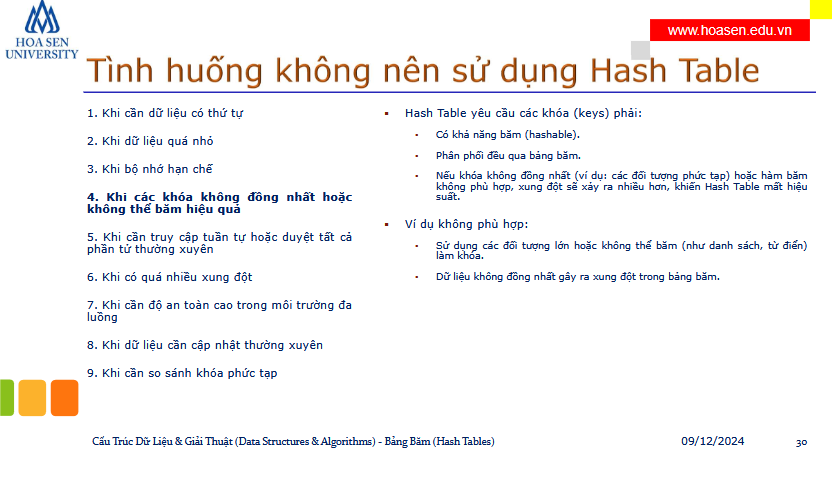 HOA SEN
UNIVERSITY
www.hoasen.edu.vn
Tình huống không nên sử dụng Hash Table
1. Khi cần dữ liệu có thứ tự
2. Khi dữ liệu quá nhỏ
3. Khi bộ nhớ hạn chế
4. Khi các khóa không đồng nhất hoặc
không thể băm hiệu quả
5. Khi cần truy cập tuần tự hoặc duyệt tất cả
phần tử thường xuyên
6. Khi có quá nhiều xung đột
7. Khi cần độ an toàn cao trong môi trường đa
luồng
8. Khi dữ liệu cần cập nhật thường xuyên
9. Khi cần so sánh khóa phức tạp
▪ Hash Table yêu cầu các khóa (keys) phải:
• Có khả năng băm (hashable).
• Phân phối đều qua bảng băm.
• Nếu khóa không đồng nhất (ví dụ: các đối tượng phức tạp) hoặc hàm băm
không phù hợp, xung đột sẽ xảy ra nhiều hơn, khiến Hash Table mất hiệu
suất.
▪ Ví dụ không phù hợp:
• Sử dụng các đối tượng lớn hoặc không thể băm (như danh sách, từ điển)
làm khóa.
• Dữ liệu không đồng nhất gây ra xung đột trong bảng băm.
Cấu Trúc Dữ Liệu & Giải Thuật (Data Structures & Algorithms) - Bảng Băm (Hash Tables)
09/12/2024
30